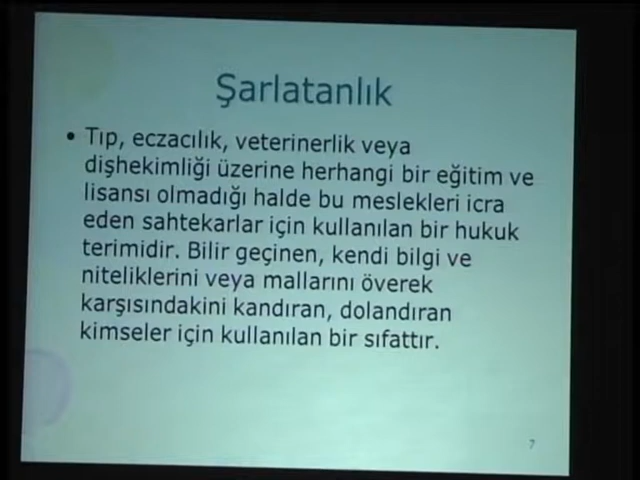 Şarlatanlık
• Tıp, eczacılık, veterinerlik veya
dişhekimliği üzerine herhangi bir eğitim ve
lisansı olmadığı halde bu meslekleri icra
eden sahtekarlar için kullanılan bir hukuk
terimidir. Bilir geçinen, kendi bilgi ve
niteliklerini veya mallarını överek
karşısındakini kandıran, dolandıran
kimseler için kullanılan bir sıfattır.
7